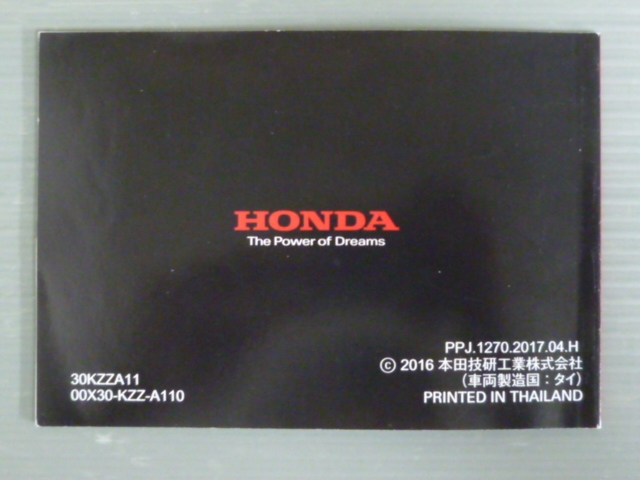 HONDA
The Power of Dreams
30KZZA11
00X30-KZZ-A110
PPJ.1270.2017.04.H
© 2016 本田技研工業株式会社
(車両製造国:タイ)
PRINTED IN THAILAND